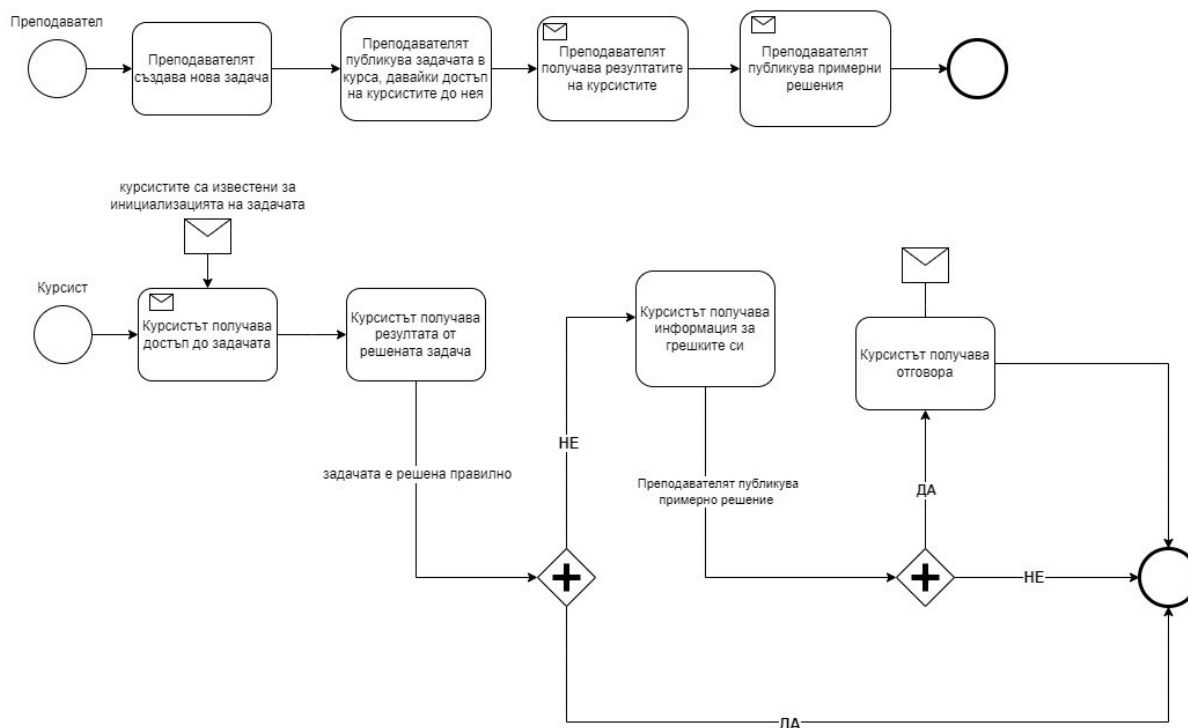 Преподавател
Преподавателят
създава нова задача
Преподавателят
публикува задачата в
курса, давайки достъп
на курсистите до нея
Преподавателят
получава резултатите
на курсистите
Преподавателят
публикува примерни
решения
курсистите са известени за
инициализацията на задачата
Курсист
Курсистът получава
достъп до задачата
Курсистът получава
резултата от
решената задача
Курсистът получава
информация за
грешките си
Курсистът получава
отговора
НЕ
задачата е решена правилно
Преподавателят публикува
примерно решение
ДА
НЕ
ДА